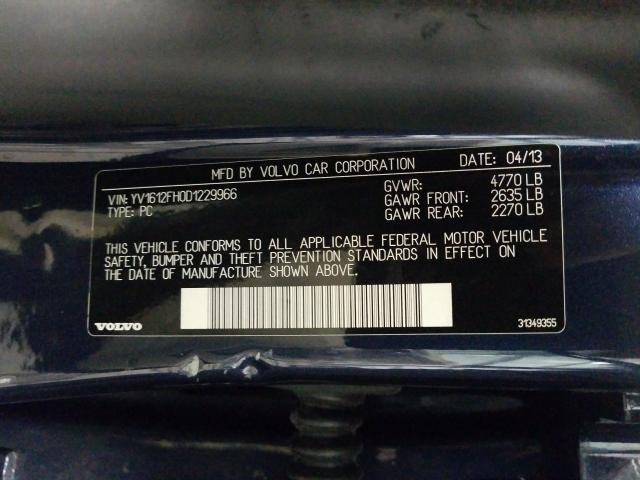 MFD BY VOLVO CAR CORPORATION DATE: 04/13
VIN: YV1612FH0D1229966 GVWR: 4770 LB
TYPE: PC GAWR FRONT: 2635 LB
GAWR REAR: 2270 LB
THIS VEHICLE CONFORMS TO ALL APPLICABLE FEDERAL MOTOR VEHICLE
SAFETY, BUMPER AND THEFT PREVENTION STANDARDS IN EFFECT ON
THE DATE OF MANUFACTURE SHOWN ABOVE.
VOLVO 31349355